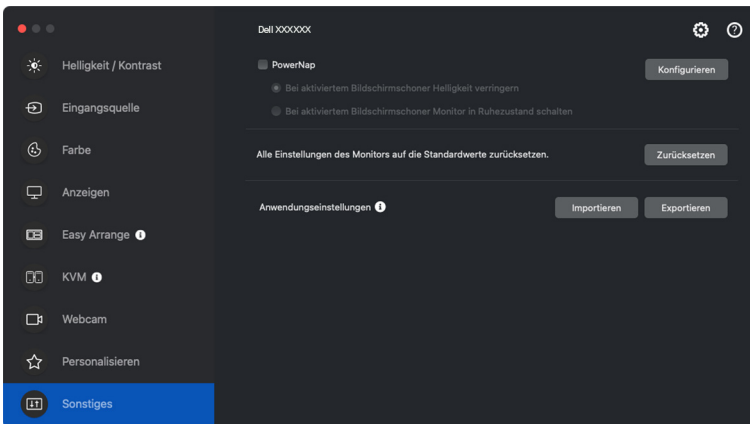 Dell XXXXXX
Helligkeit / Kontrast
Eingangsquelle
Farbe
Anzeigen
Easy Arrange
KVM
Webcam
Personalisieren
Sonstiges
PowerNap
Konfigurieren
Bei aktiviertem Bildschirmschoner Helligkeit verringern
Bei aktiviertem Bildschirmschoner Monitor in Ruhezustand schalten
Alle Einstellungen des Monitors auf die Standardwerte zurücksetzen.
Zurücksetzen
Anwendungseinstellungen
Importieren
Exportieren